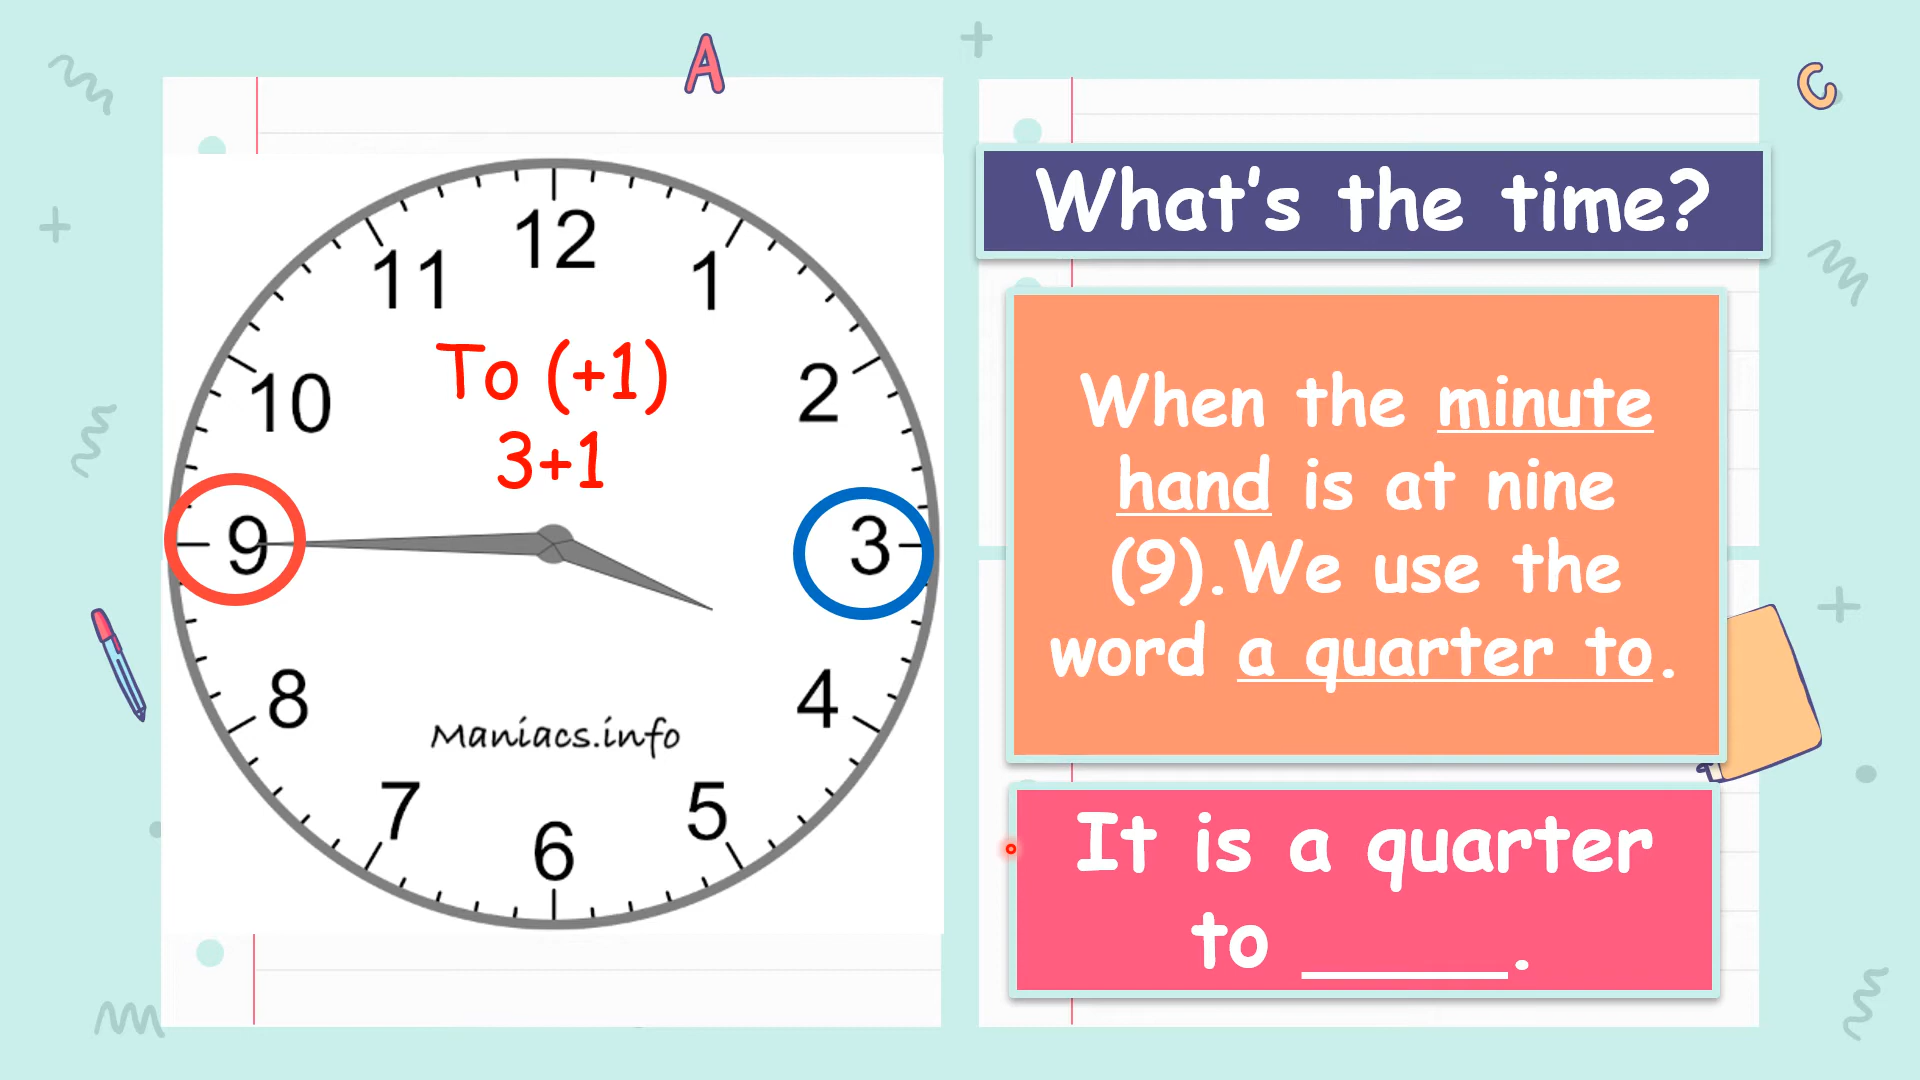 A
C
What's the time?
12
11
1
To (+1)
10
2
3+1
9
3
8
4
Maniacs.info
7
5
6
When the minute
hand is at nine
(9).We use the
word a quarter to.
It is a quarter
to ______.